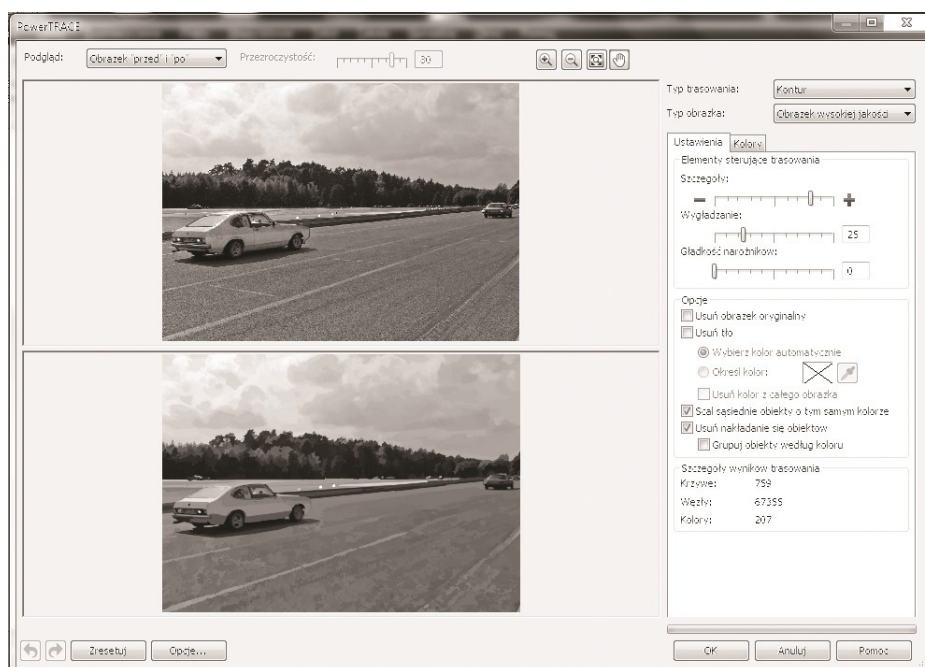 PowerTRACE
Podgląd: Obrazek "przed" i "po" Przezroczystość: 30
Typ trasowania: Kontur
Typ obrazka: Obrazek wysokiej jakości
Ustawienia Kolory
Elementy sterujące trasowania
Szczegóły:
Wygładzanie:
25
Gładkość narożników:
0
Opcje
Usuń obrazek oryginalny
Usuń tło
Wybierz kolor automatycznie
Określ kolor:
Usuń kolor z całego obrazka
Scal sąsiednie obiekty o tym samym kolorze
Usuń nakładanie się obiektów
Grupuj obiekty według koloru
Szczegóły wyników trasowania
Krzywe: 759
Węzły: 67355
Kolory: 207
Zresetuj Opcje... OK Anuluj Pomoc